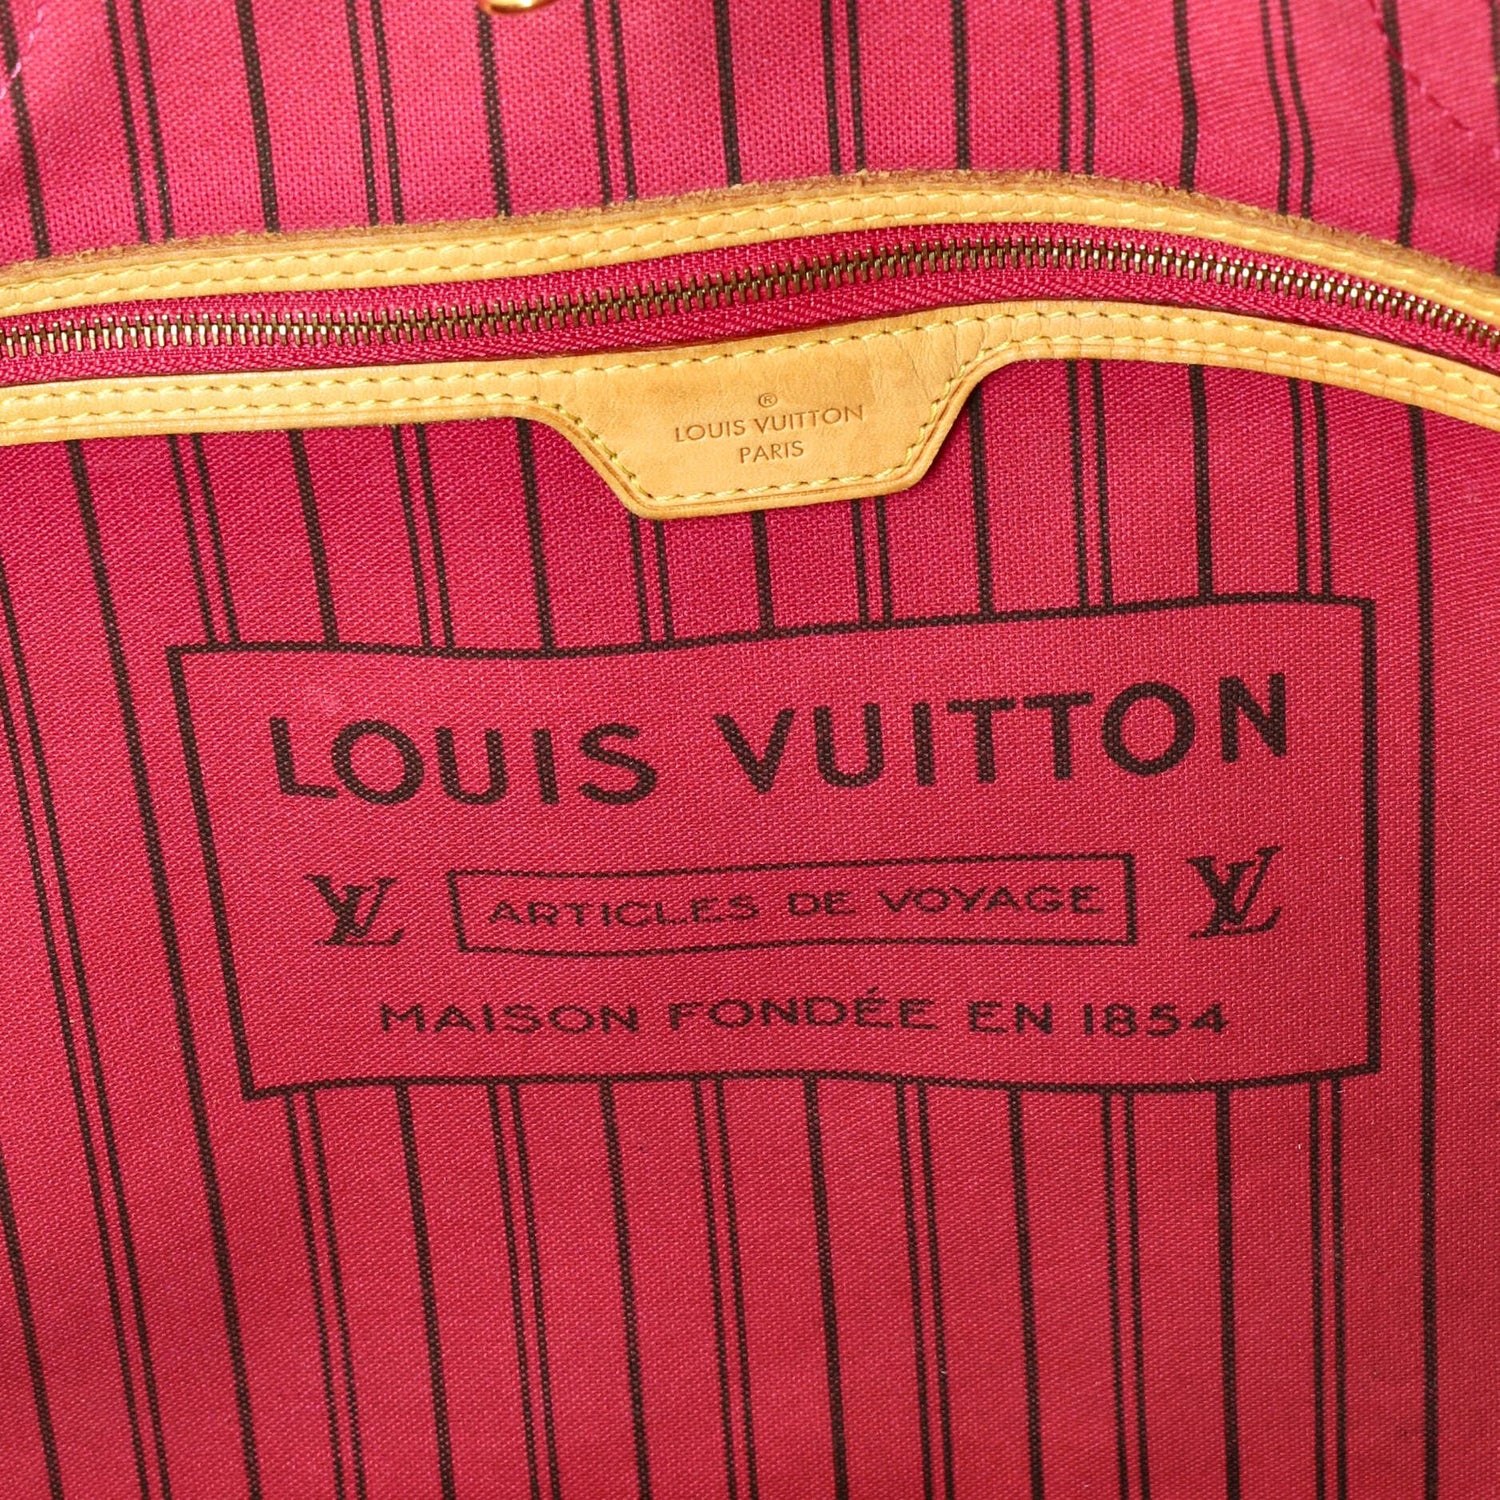 ®
LOUIS VUITTON
PARIS
LOUIS VUITTON
LV ARTICLES DE VOYAGE LV
MAISON FONDÉE EN 1854